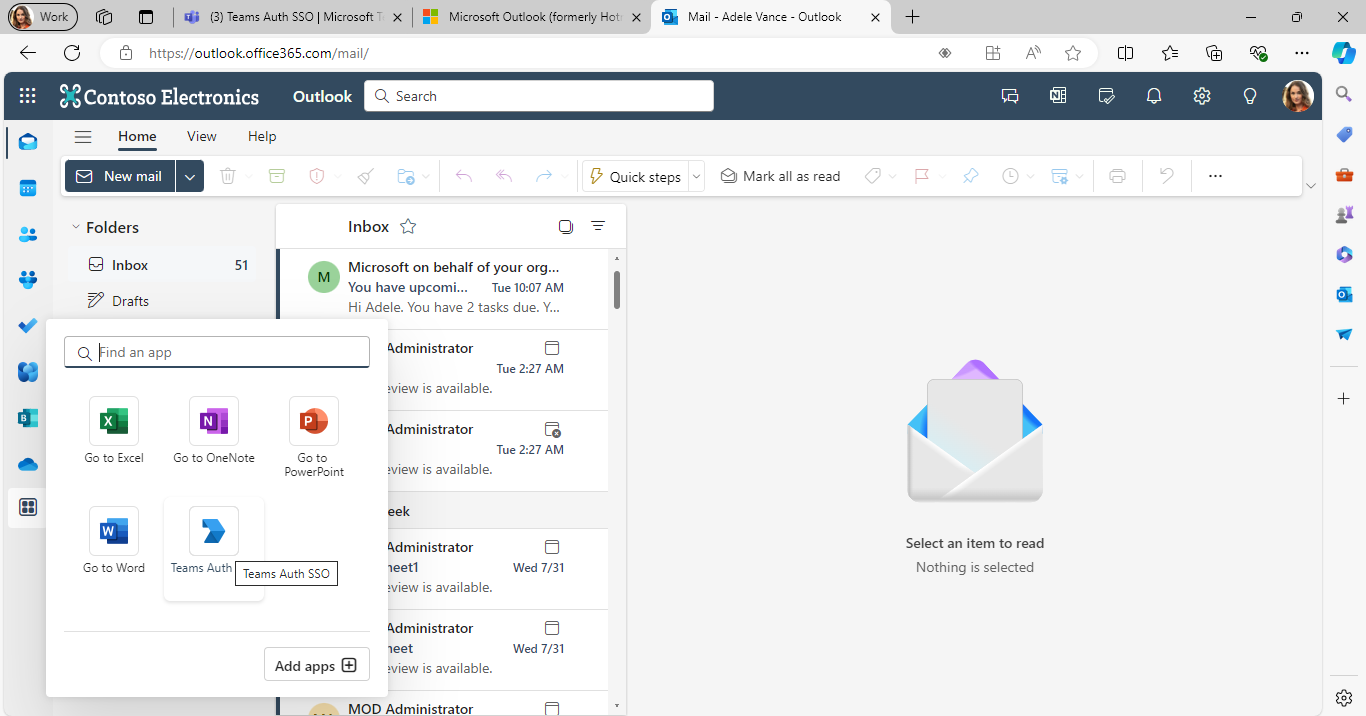 Work
(3) Teams Auth SSO | Microsoft T
Microsoft Outlook (formerly Hot
Mail - Adele Vance - Outlook
https://outlook.office365.com/mail/
Contoso Electronics
Outlook
Search
Home
View
Help
New mail
Quick steps
Mark all as read
Folders
Inbox
51
Drafts
Inbox
M
Microsoft on behalf of your org...
You have upcomi...
Tue 10:07 AM
Hi Adele. You have 2 tasks due. Y...
Administrator
Tue 2:27 AM
eview is available.
Administrator
Tue 2:27 AM
eview is available.
eek
Administrator
neet1
Wed 7/31
eview is available.
Administrator
neet
Wed 7/31
eview is available.
MOD Administrator
Find an app
Go to Excel
Go to OneNote
Go to
PowerPoint
Go to Word
Teams Auth
Teams Auth SSO
Add apps
Select an item to read
Nothing is selected